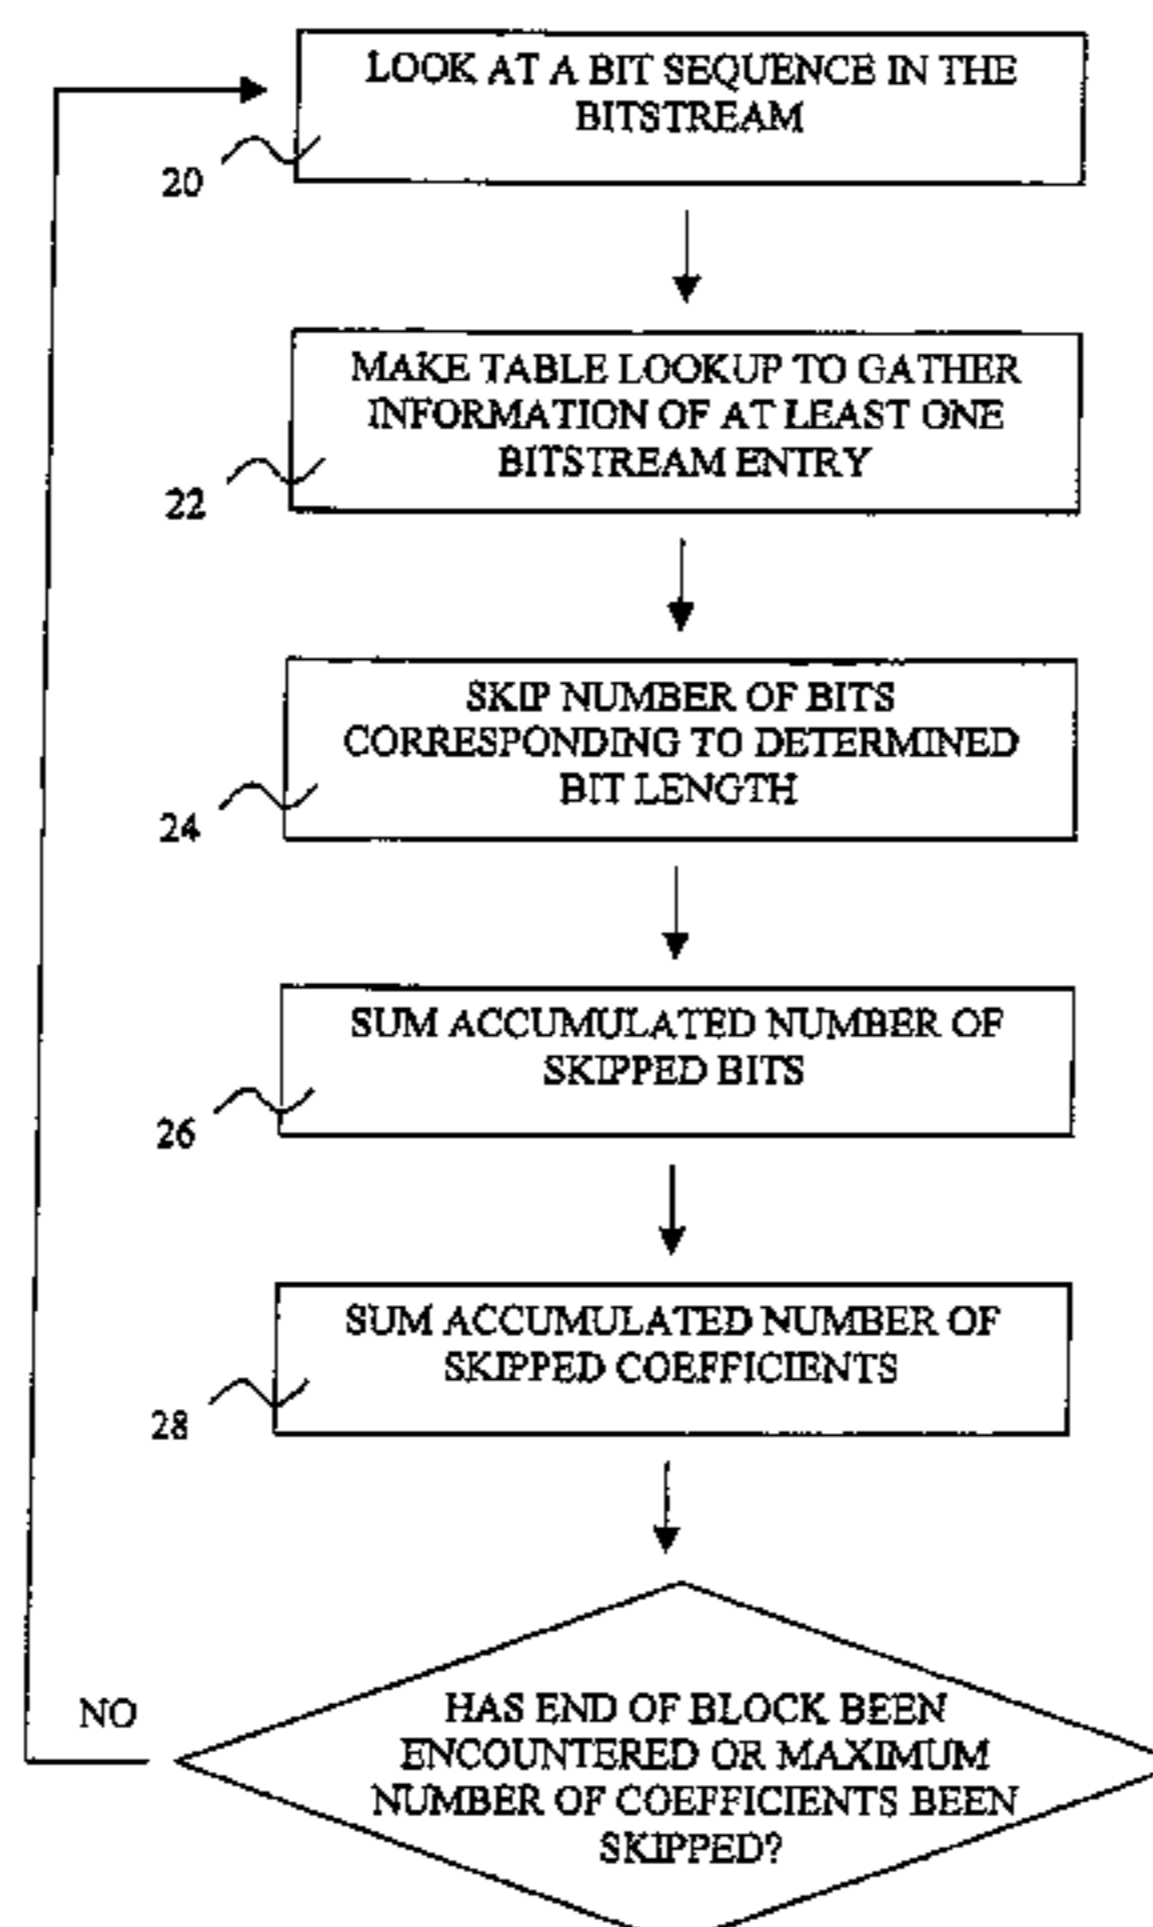 LOOK AT A BIT SEQUENCE IN THE
BITSTREAM
20
MAKE TABLE LOOKUP TO GATHER
INFORMATION OF AT LEAST ONE
BITSTREAM ENTRY
22
SKIP NUMBER OF BITS
CORRESPONDING TO DETERMINED
BIT LENGTH
24
SUM ACCUMULATED NUMBER OF
SKIPPED BITS
26
SUM ACCUMULATED NUMBER OF
SKIPPED COEFFICIENTS
28
NO
HAS END OF BLOCK BEEN
ENCOUNTERED OR MAXIMUM
NUMBER OF COEFFICIENTS BEEN
SKIPPED?